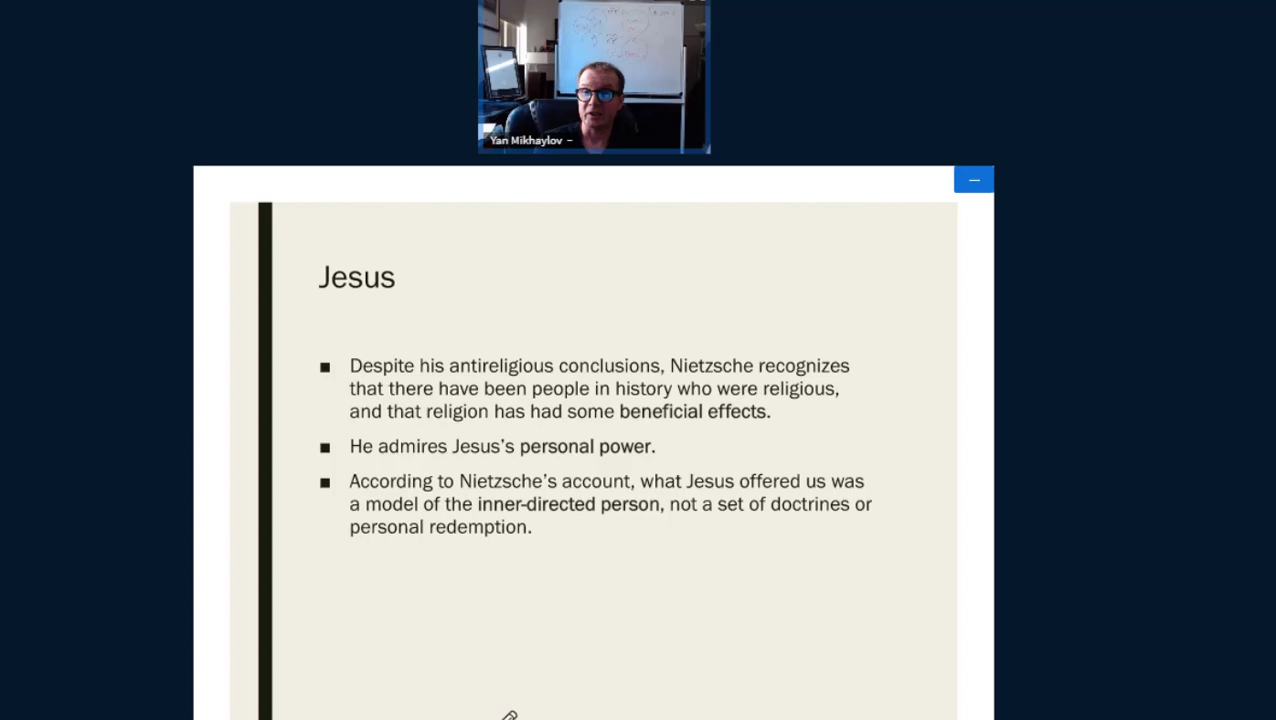 Yan Mikhaylov
Jesus
Despite his antireligious conclusions, Nietzsche recognizes
that there have been people in history who were religious,
and that religion has had some beneficial effects.
He admires Jesus’s personal power.
According to Nietzsche’s account, what Jesus offered us was
a model of the inner-directed person, not a set of doctrines or
personal redemption.